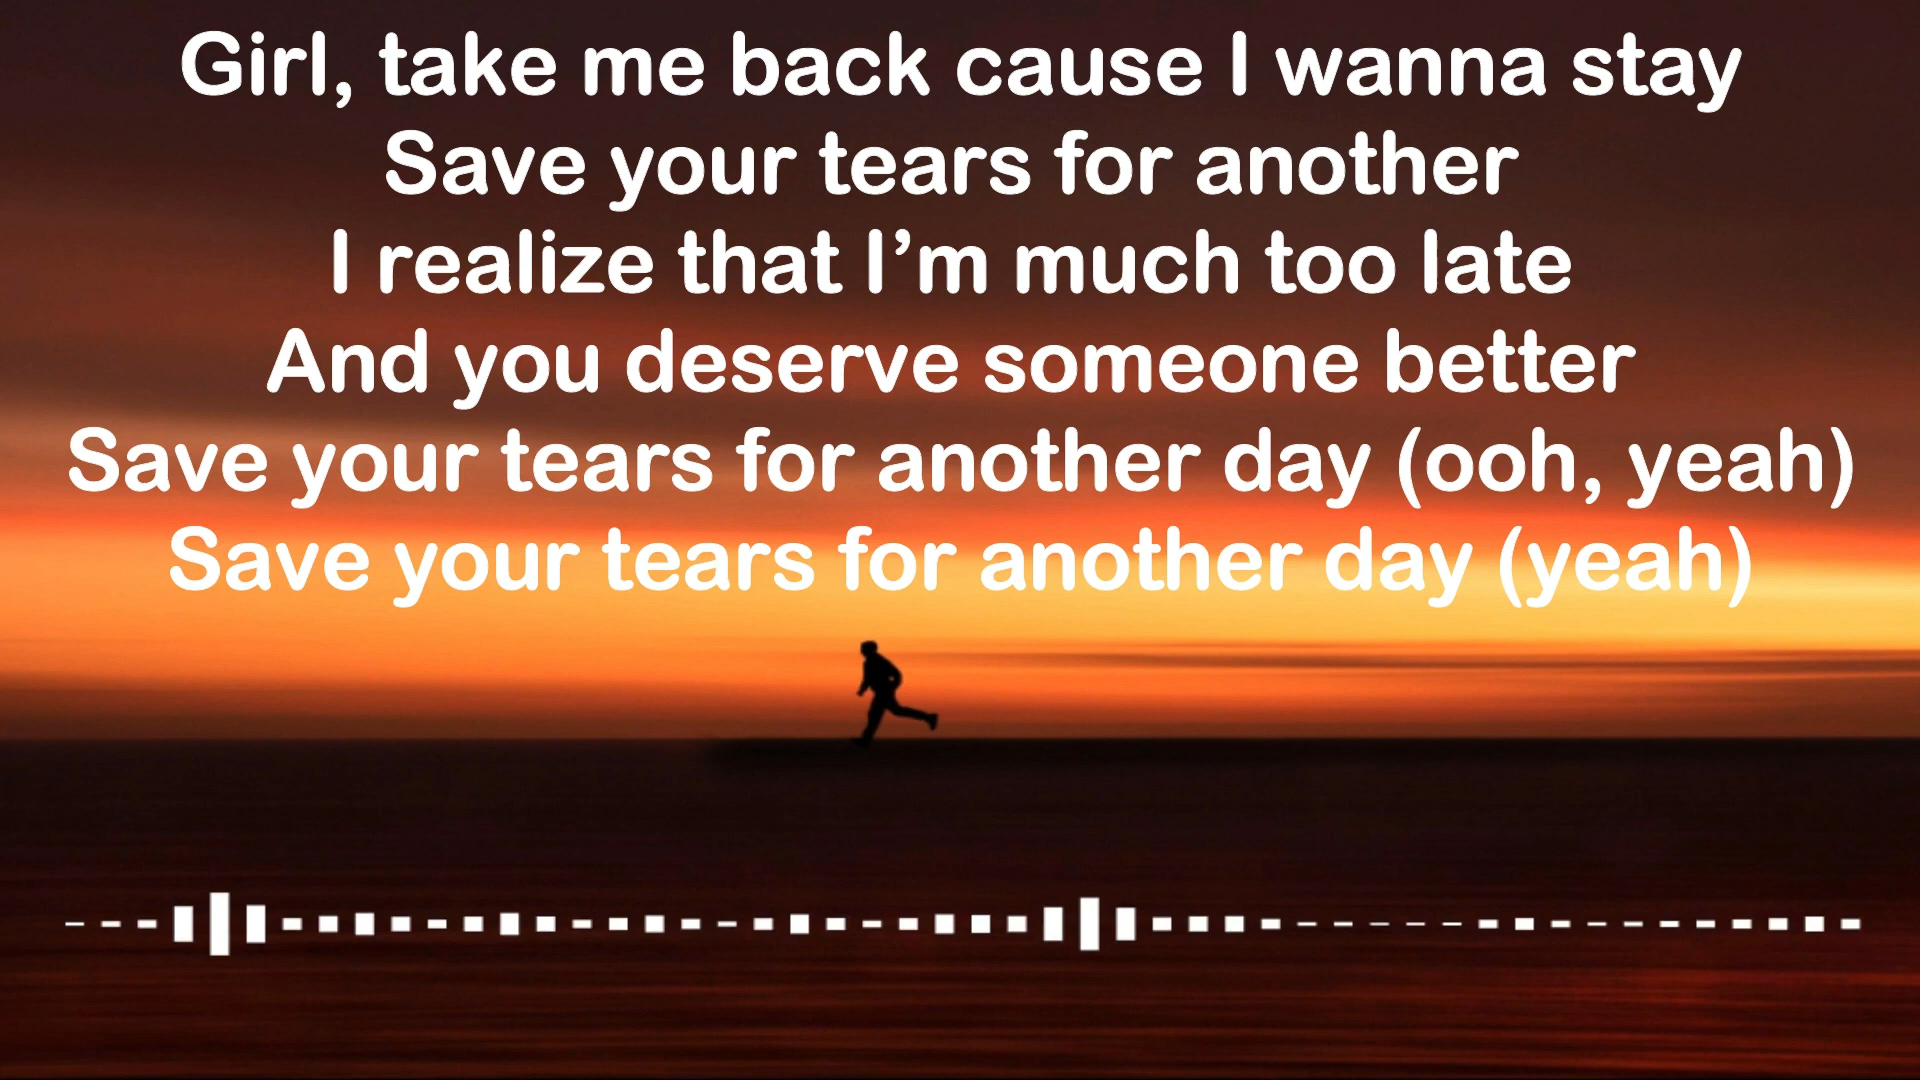 Girl, take me back cause I wanna stay
Save your tears for another
I realize that I’m much too late
And you deserve someone better
Save your tears for another day (ooh, yeah)
Save your tears for another day (yeah)